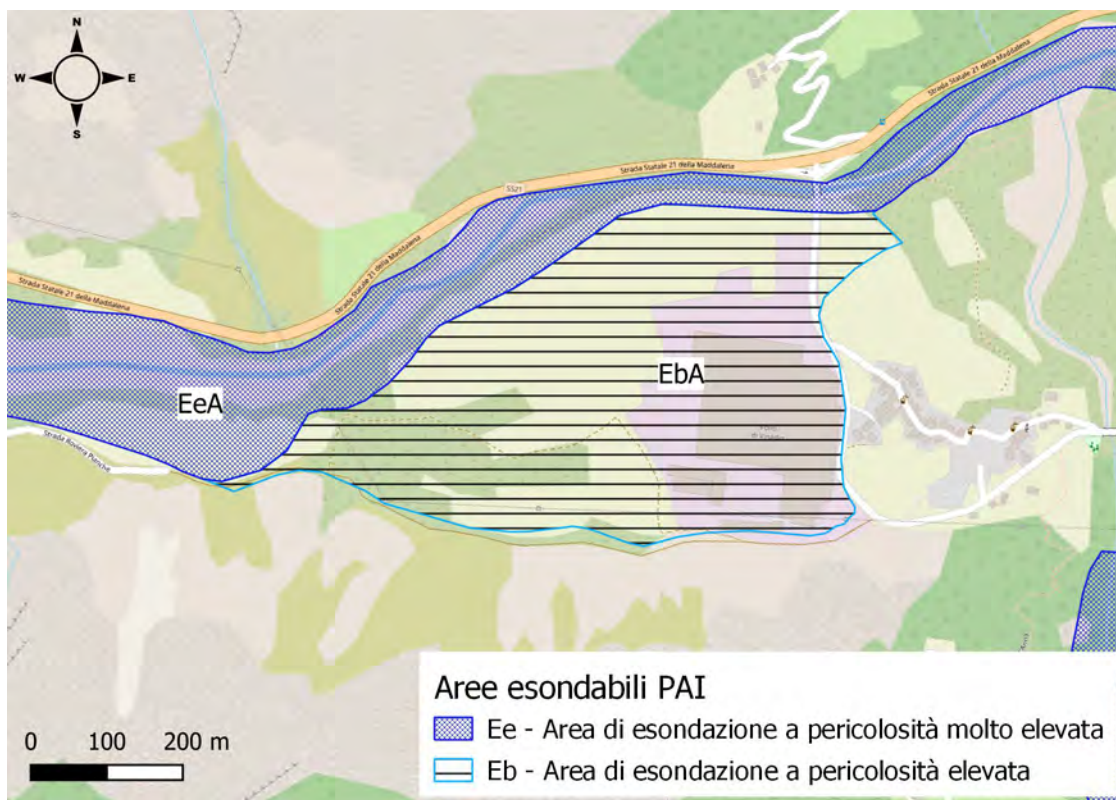 N
W E
S
Strada Statale 21 della Maddalena
Strada Statale 21 della Maddalena
SS21
Strada Statale 21 della Maddalena
Strada Statale 21 della Maddalena
EbA
EeA
Strada Roviera Puriche
Aree esondabili PAI
Ee - Area di esondazione a pericolosità molto elevata
Eb - Area di esondazione a pericolosità elevata
0 100 200 m